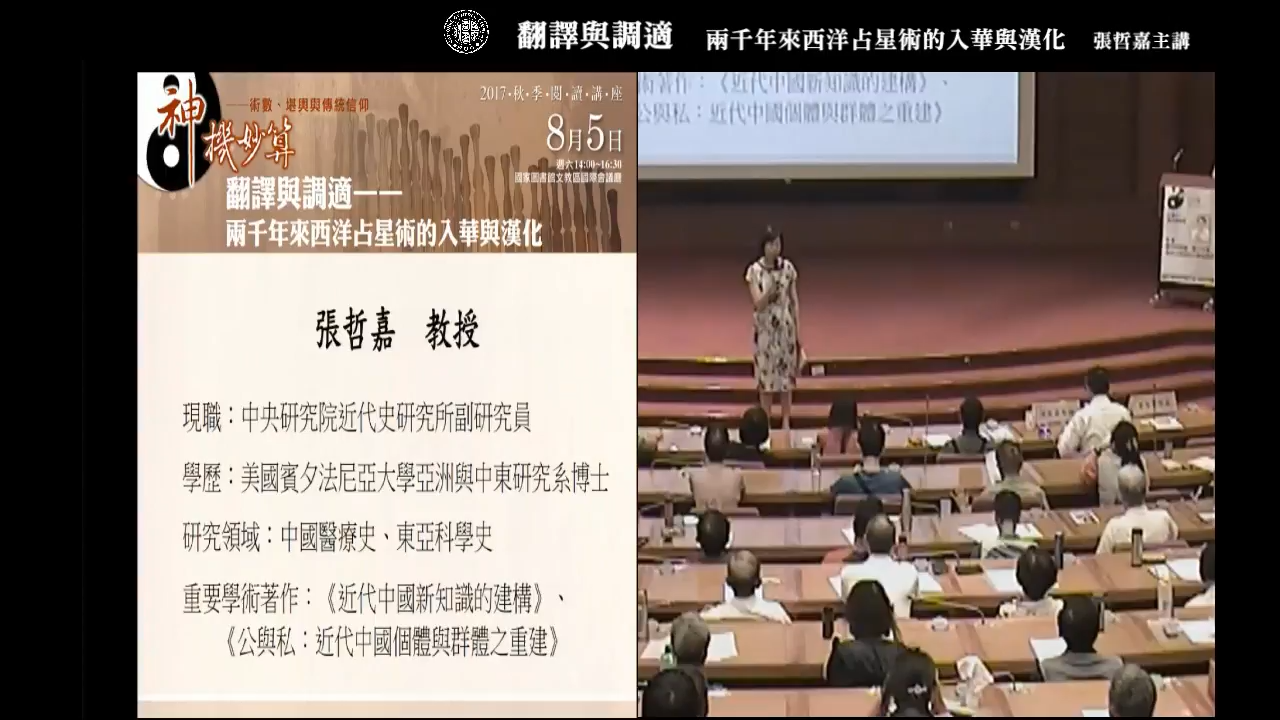 翻譯與調適 兩千年來西洋占星術的入華與漢化 張哲嘉主講
神機妙算
——術數、堪輿與傳統信仰
2017•秋•季•閱•讀•講•座
8月5日
週六14:00~16:30
國家圖書館文教區國際會議廳
翻譯與調適——
兩千年來西洋占星術的入華與漢化
張哲嘉 教授
現職：中央研究院近代史研究所副研究員
學歷：美國賓夕法尼亞大學亞洲與中東研究系博士
研究領域：中國醫療史、東亞科學史
重要學術著作：《近代中國新知識的建構》、
《公與私：近代中國個體與群體之重建》
術著作：《近代中國新知識的建構》、
公與私：近代中國個體與群體之重建》